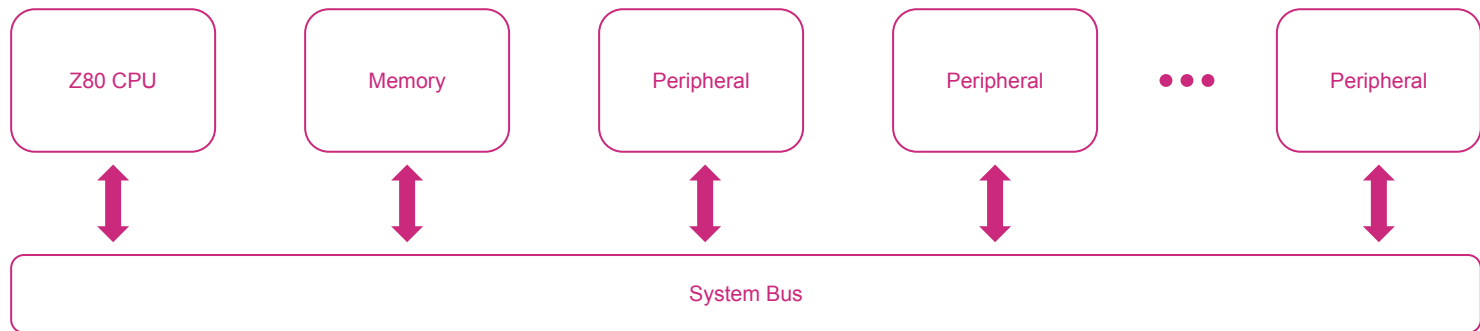 Z80 CPU
Memory
Peripheral
Peripheral
Peripheral
System Bus